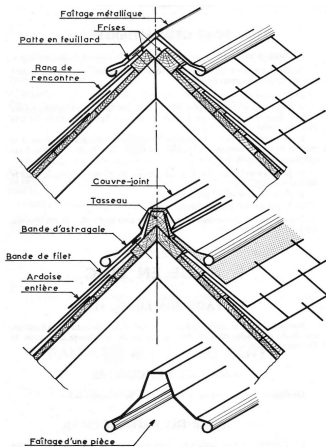 Faîtage métallique
Frises
Patte en feuillard
Rang de
rencontre
Couvre-joint
Tasseau
Bande d'astragale
Bande de filet
Ardoise
entière
Faîtage d'une pièce